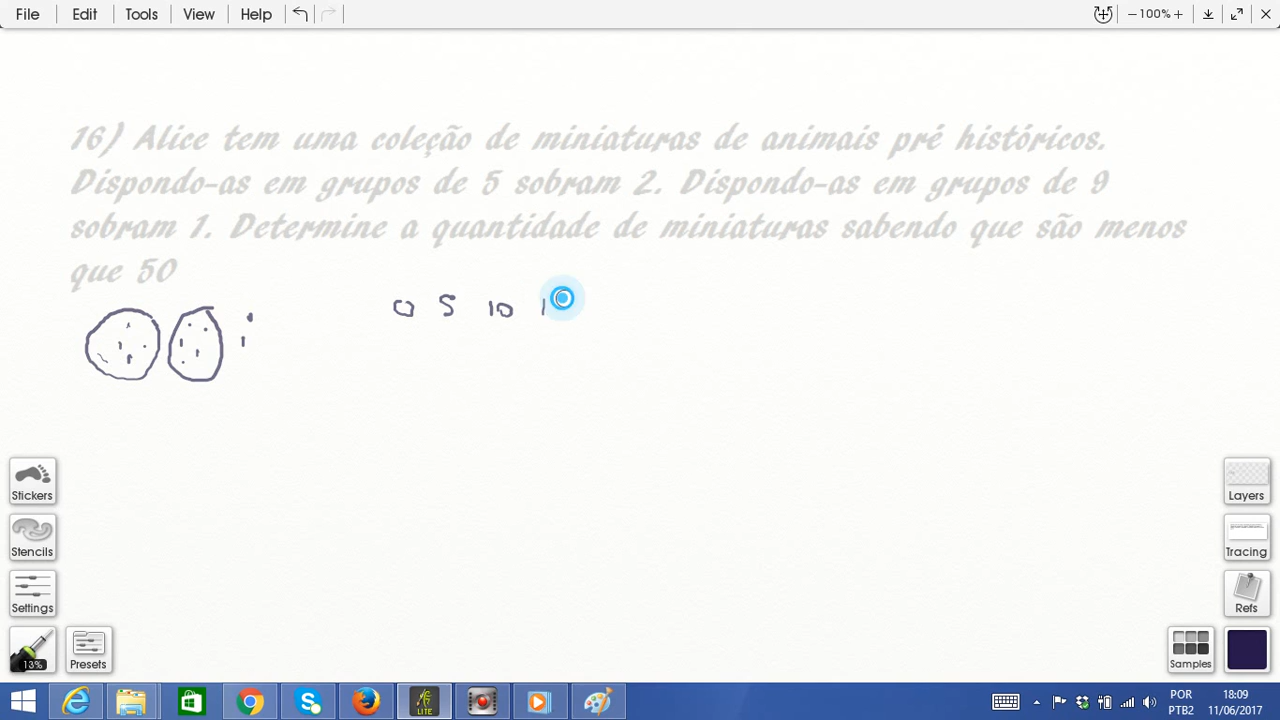 File Edit Tools View Help 100%
16) Alice tem uma coleção de miniaturas de animais pré históricos.
Dispondo-as em grupos de 5 sobram 2. Dispondo-as em grupos de 9
sobram 1. Determine a quantidade de miniaturas sabendo que são menos
que 50
0 5 10 1
Stickers
Stencils
Settings
13%
Presets
Layers
Tracing
Refs
Samples
LITE
POR 18:09
PTB2 11/06/2017